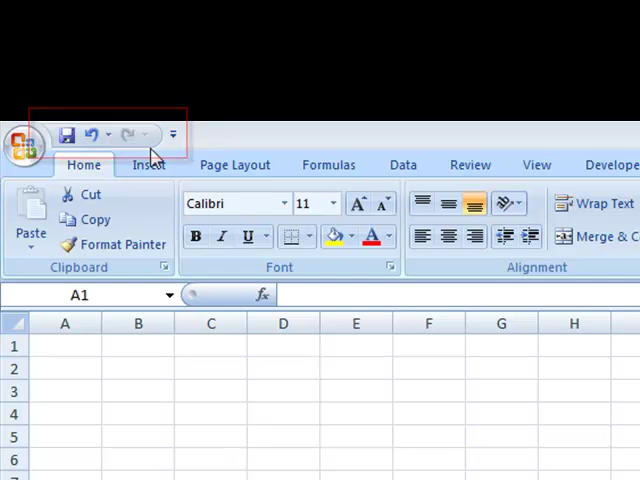 Home Insert Page Layout Formulas Data Review View Develope
Cut
Copy
Paste
Format Painter
Calibri 11
A A
B I U A
Wrap Text
Merge & C
Clipboard Font Alignment
A1 fx
A B C D E F G H
1
2
3
4
5
6